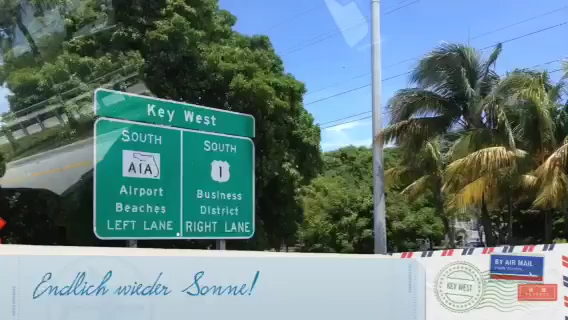 Key West
SOUTH
A1A
Airport
Beaches
LEFT LANE
SOUTH
1
Business
District
RIGHT LANE
Endlich wieder Sonne!
BY AIR MAIL
KEY WEST